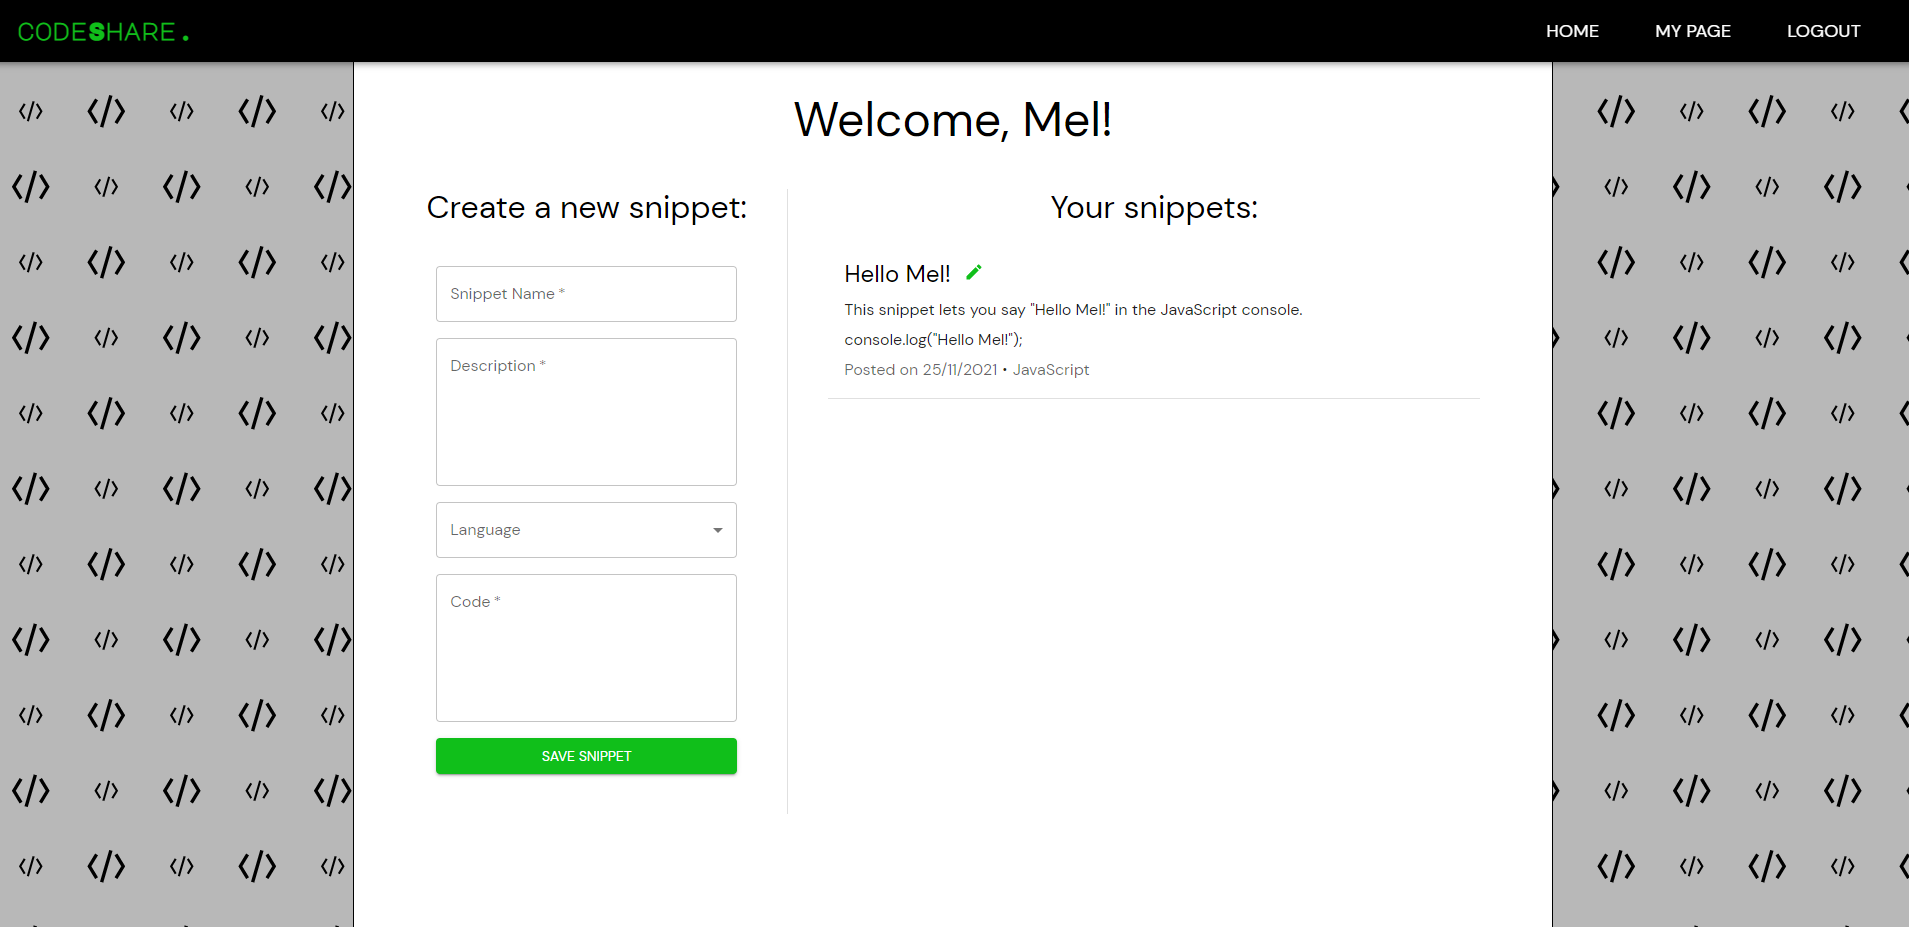 CODESHARE.
HOME
MY PAGE
LOGOUT
Welcome, Mel!
Create a new snippet:
Snippet Name *
Description *
Language
Code *
SAVE SNIPPET
Your snippets:
Hello Mel!
This snippet lets you say "Hello Mel!" in the JavaScript console.
console.log("Hello Mel!");
Posted on 25/11/2021 • JavaScript